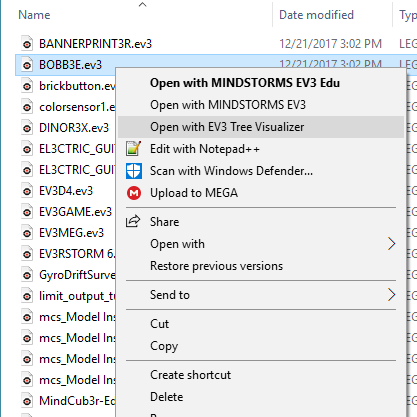 Name Date modified Typ
BANNERPRINT3R.ev3 12/21/2017 3:02 PM LEG
BOBB3E.ev3 12/21/2017 3:02 PM LEG
brickbutton.ev3
Open with MINDSTORMS EV3 Edu
colorsensor1.e
Open with MINDSTORMS EV3
DINOR3X.ev3
Open with EV3 Tree Visualizer
EL3CTRIC_GUI
Edit with Notepad++
EL3CTRIC_GUI
Scan with Windows Defender...
EV3D4.ev3
Upload to MEGA
EV3GAME.ev3
EV3MEG.ev3
Share
EV3RSTORM 6.
Open with
GyroDriftSurve
Restore previous versions
limit_output_tu
Send to
mcs_Model Ins
Cut
mcs_Model Ins
Copy
mcs_Model Ins
mcs_Model Ins
Create shortcut
MindCub3r-Ed
Delete